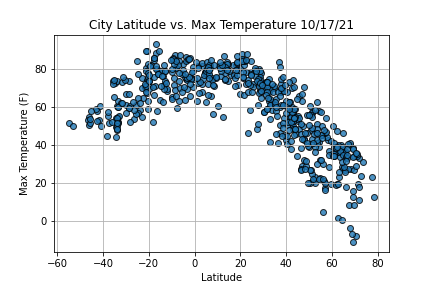 City Latitude vs. Max Temperature 10/17/21
Max Temperature (F)
80
60
40
20
0
−60 −40 −20 0 20 40 60 80
Latitude